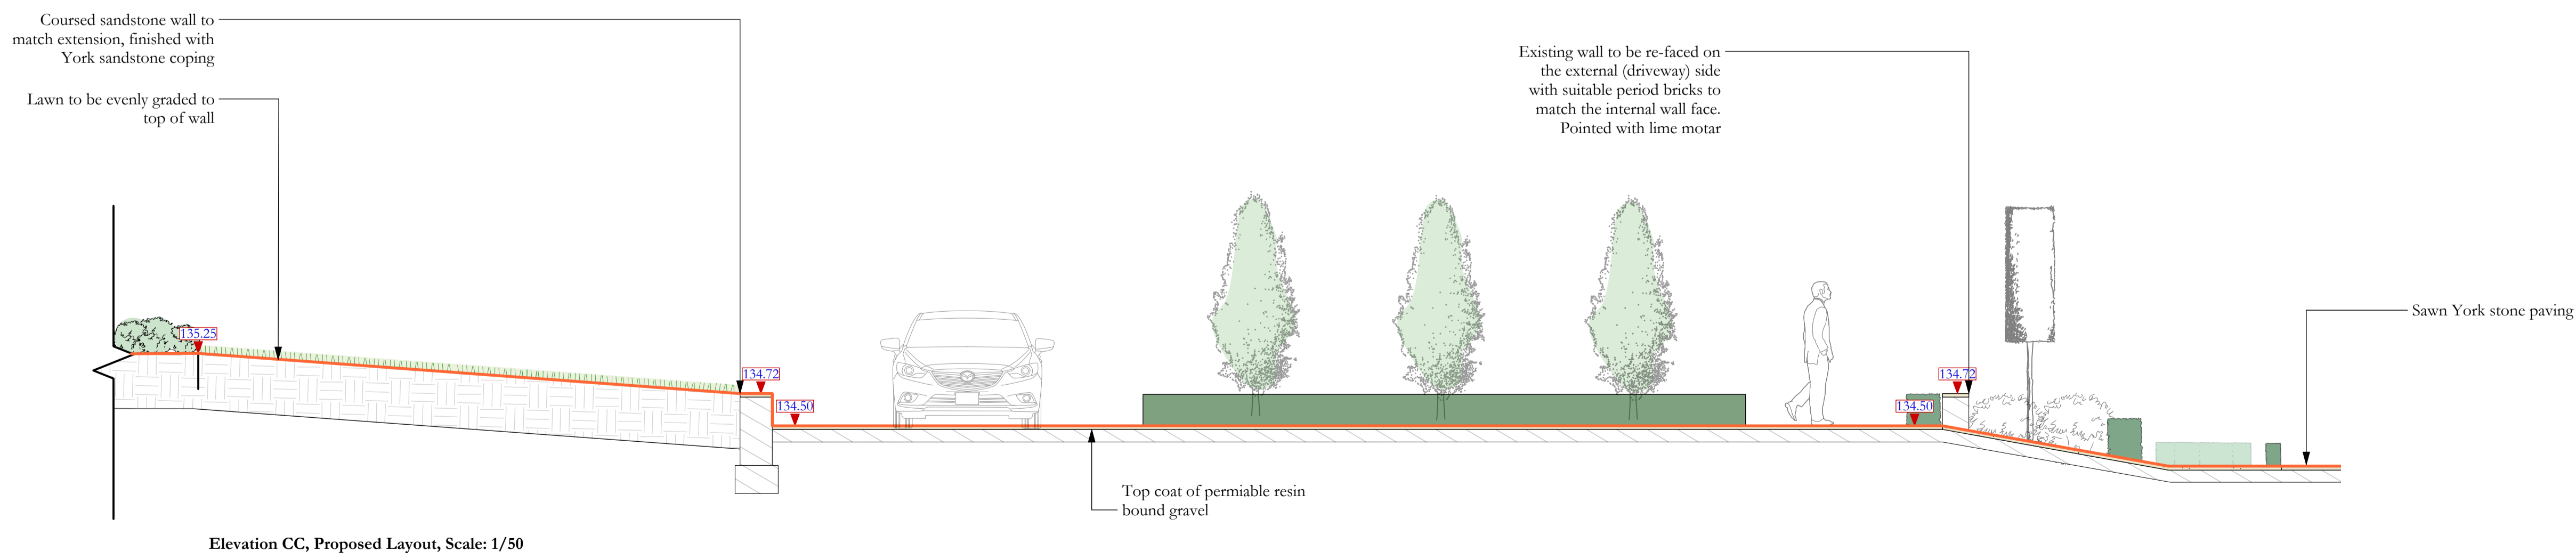 Coursed sandstone wall to
match extension, finished with
York sandstone coping
Lawn to be evenly graded to
top of wall
Existing wall to be re-faced on
the external (driveway) side
with suitable period bricks to
match the internal wall face.
Pointed with lime motar
Sawn York stone paving
135.25
134.72
134.50
134.72
134.50
Top coat of permiable resin
bound gravel
Elevation CC, Proposed Layout, Scale: 1/50